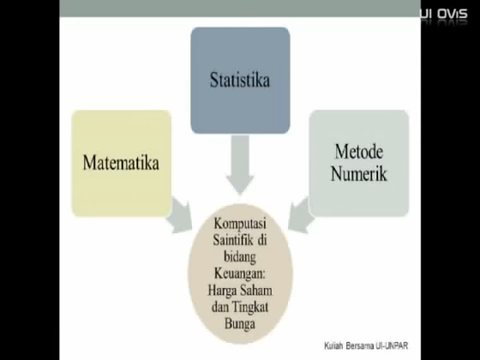 UI OViS
Statistika
Matematika
Metode
Numerik
Komputasi
Saintifik di
bidang
Keuangan:
Harga Saham
dan Tingkat
Bunga
Kuliah Bersama UI-UNPAR